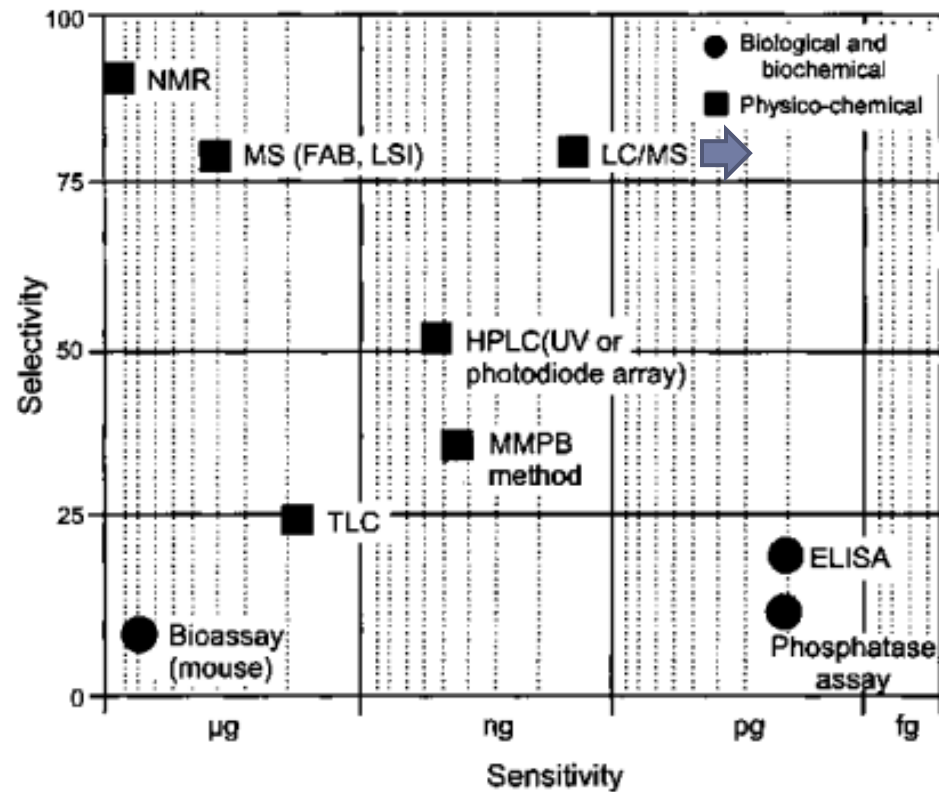 100
Biological and
biochemical
Physico-chemical
NMR
MS (FAB, LSI)
LC/MS
75
Selectivity
HPLC(UV or
photodiode array)
50
MMPB
method
25
TLC
ELISA
Bioassay
(mouse)
Phosphatase
assay
0
µg
ng
pg
fg
Sensitivity